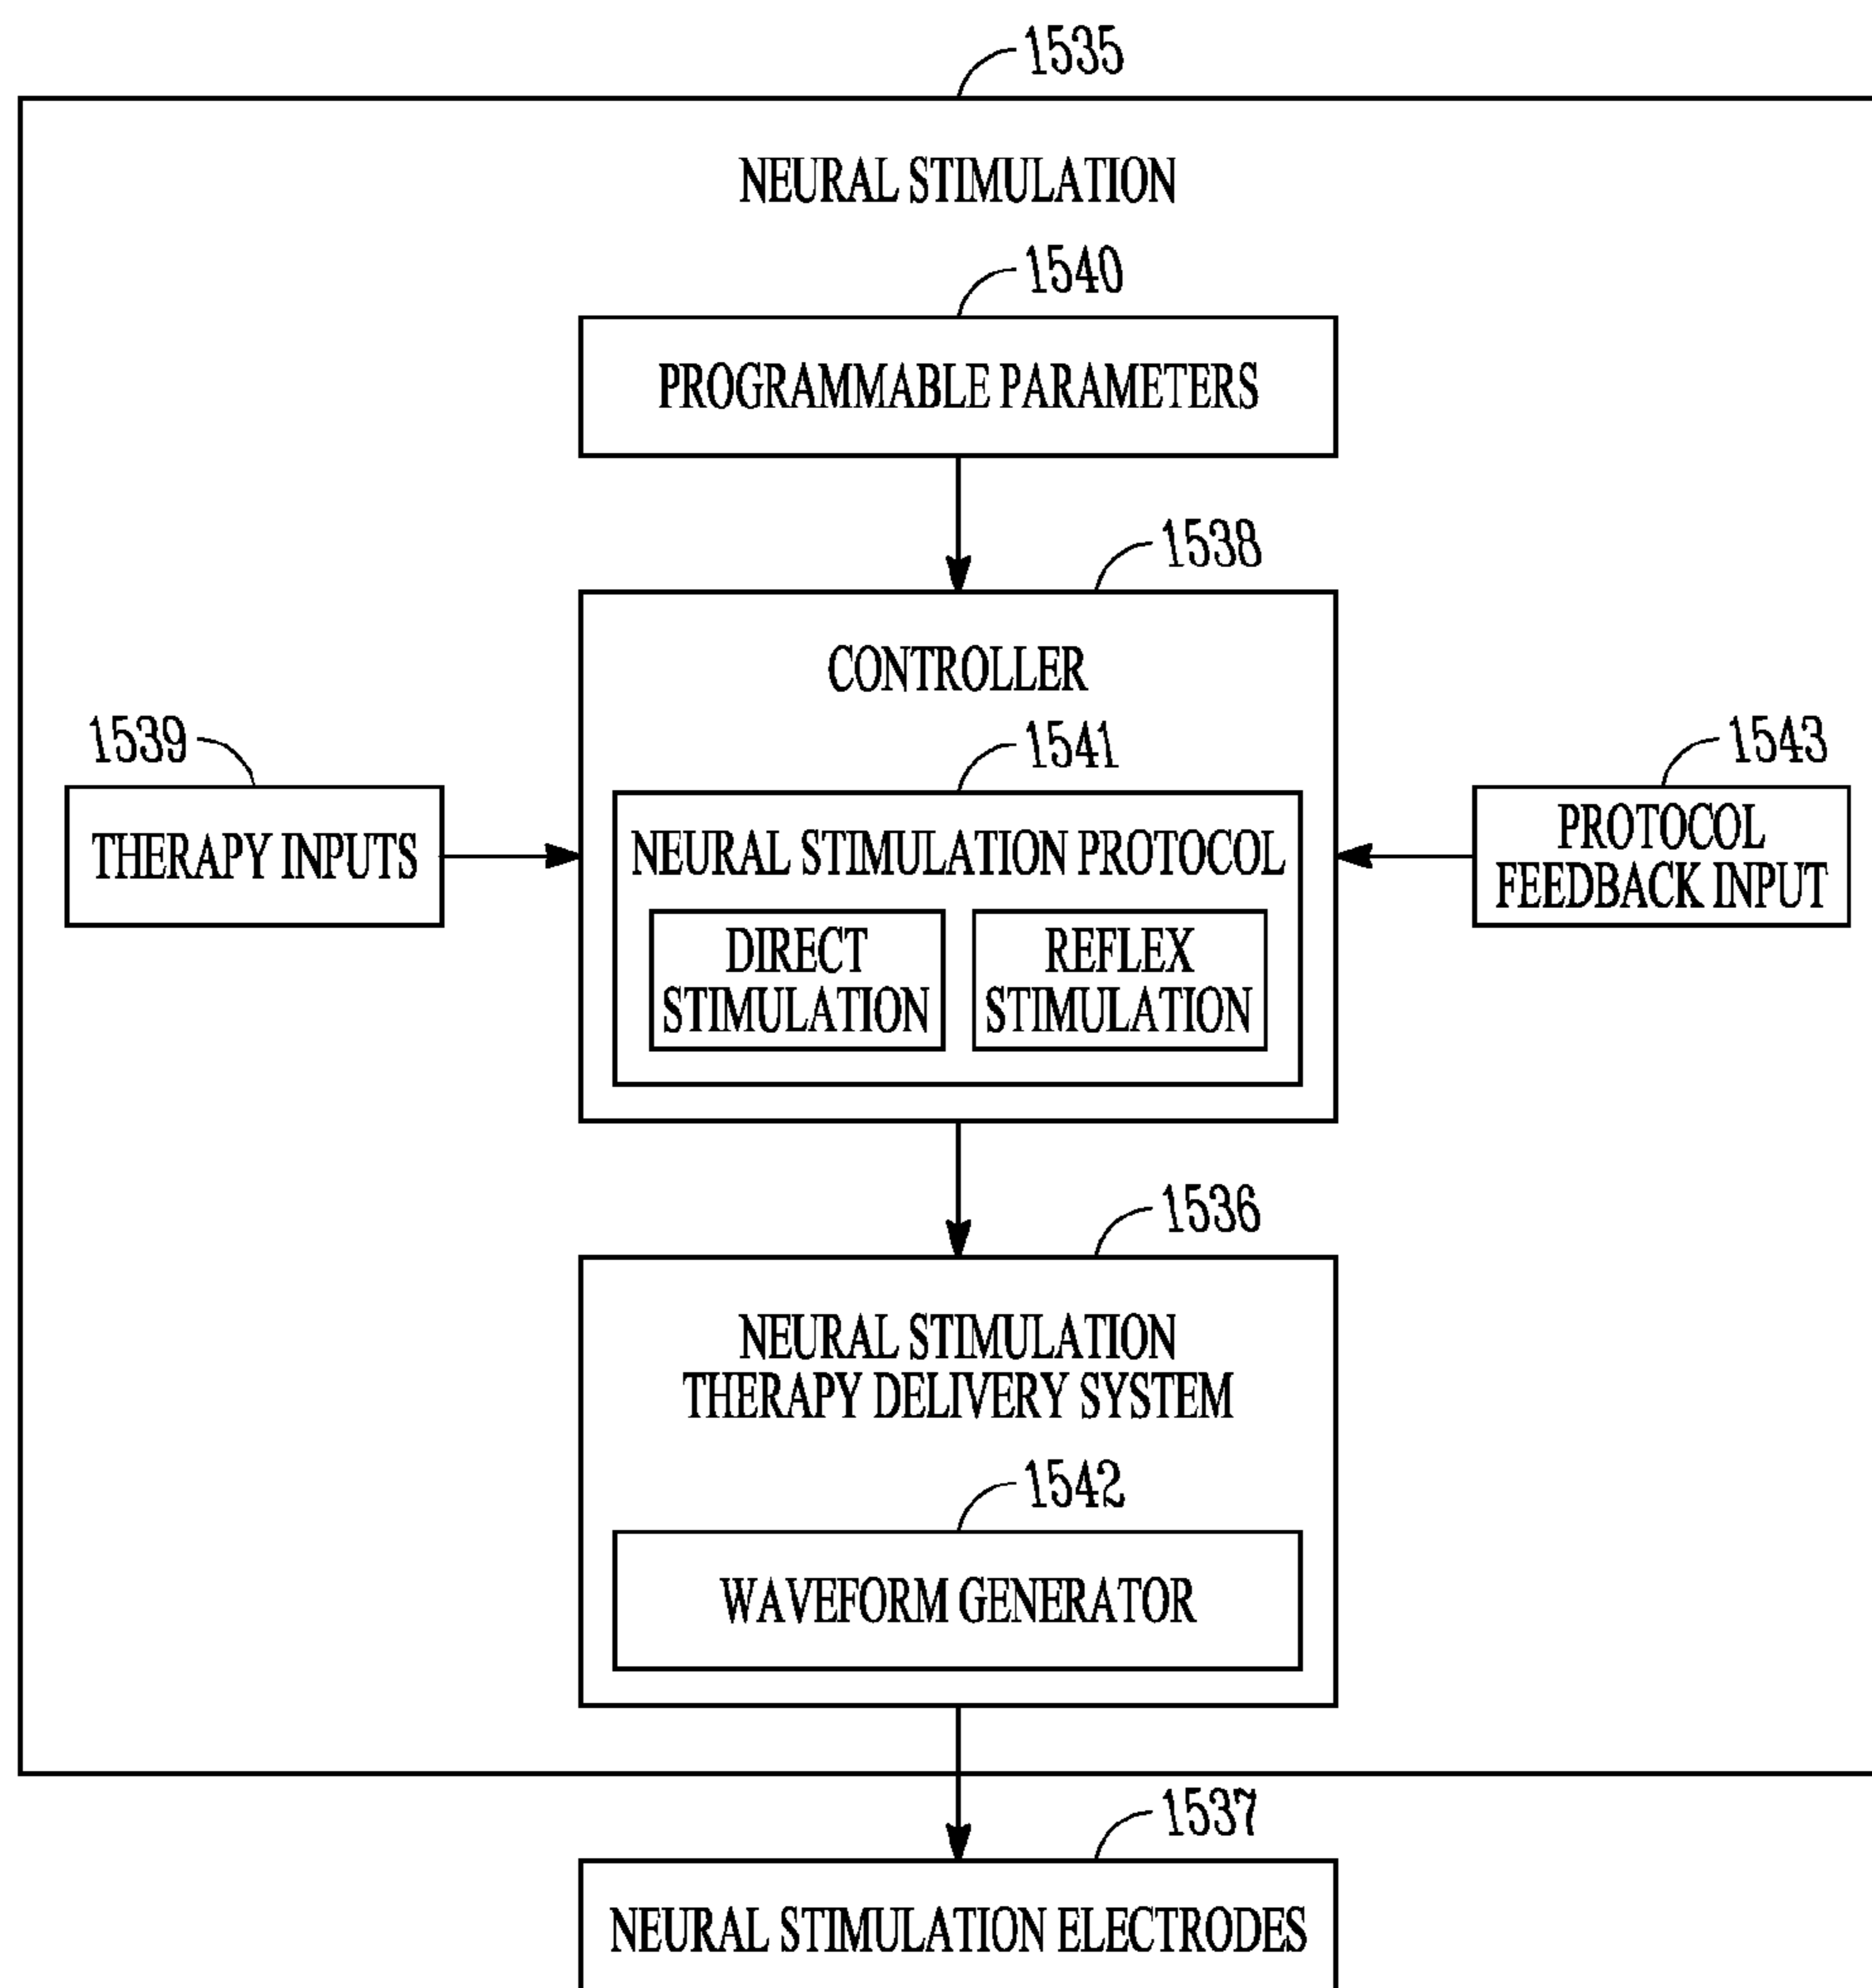 1535
NEURAL STIMULATION
1540
PROGRAMMABLE PARAMETERS
1538
CONTROLLER
1539
1541
1543
THERAPY INPUTS
NEURAL STIMULATION PROTOCOL
DIRECT
STIMULATION
REFLEX
STIMULATION
PROTOCOL
FEEDBACK INPUT
1536
NEURAL STIMULATION
THERAPY DELIVERY SYSTEM
1542
WAVEFORM GENERATOR
1537
NEURAL STIMULATION ELECTRODES